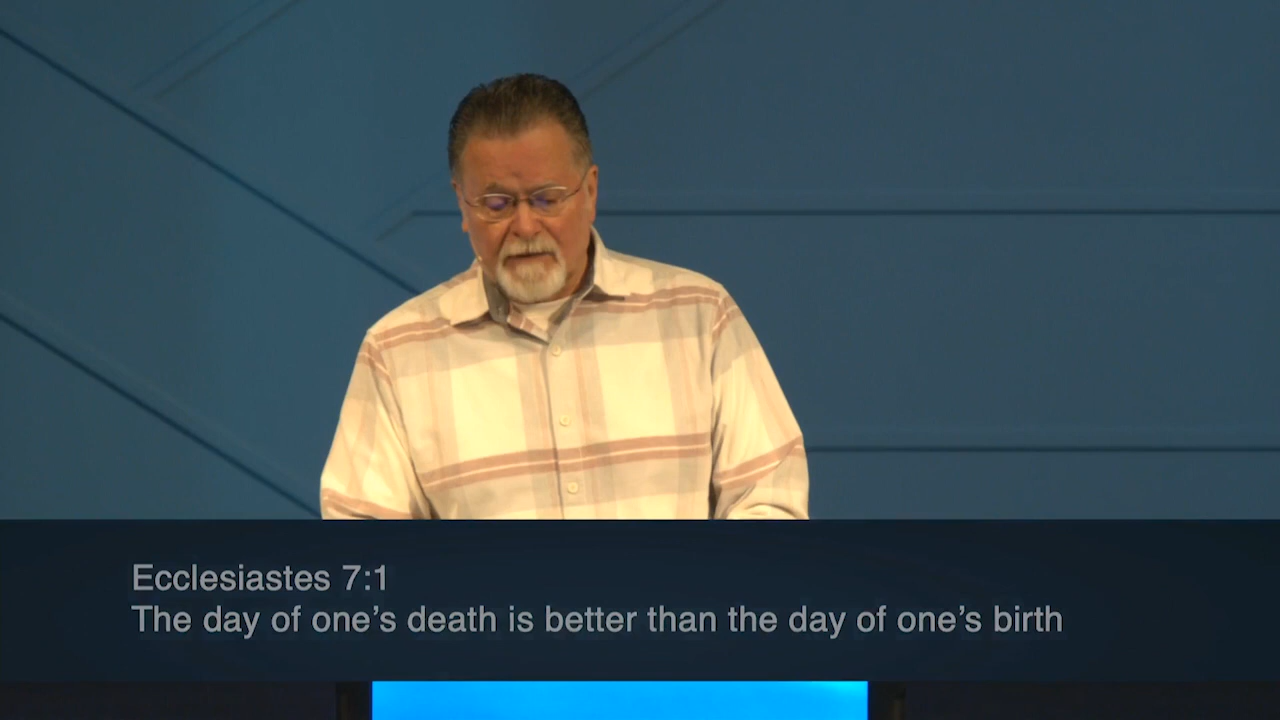 Ecclesiastes 7:1
The day of one’s death is better than the day of one’s birth